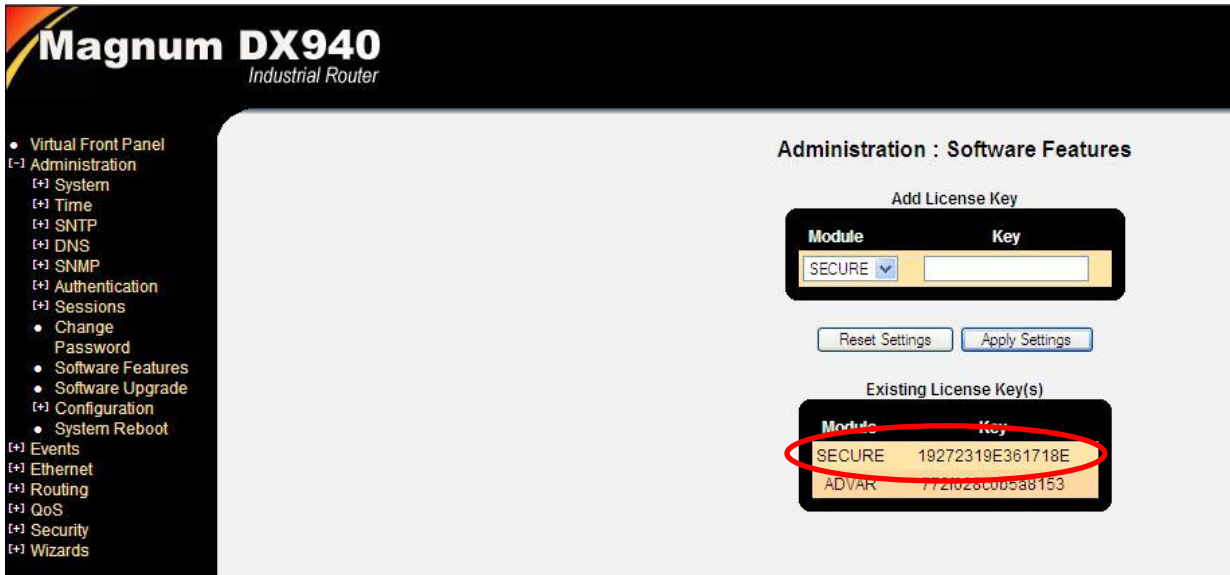 Magnum DX940
Industrial Router
Virtual Front Panel
[-] Administration
[+] System
[+] Time
[+] SNTP
[+] DNS
[+] SNMP
[+] Authentication
[+] Sessions
Change
Password
Software Features
Software Upgrade
[+] Configuration
System Reboot
[+] Events
[+] Ethernet
[+] Routing
[+] QoS
[+] Security
[+] Wizards
Administration : Software Features
Add License Key
Module Key
SECURE
Reset Settings Apply Settings
Existing License Key(s)
Module Key
SECURE 19272319E361718E
ADVAR